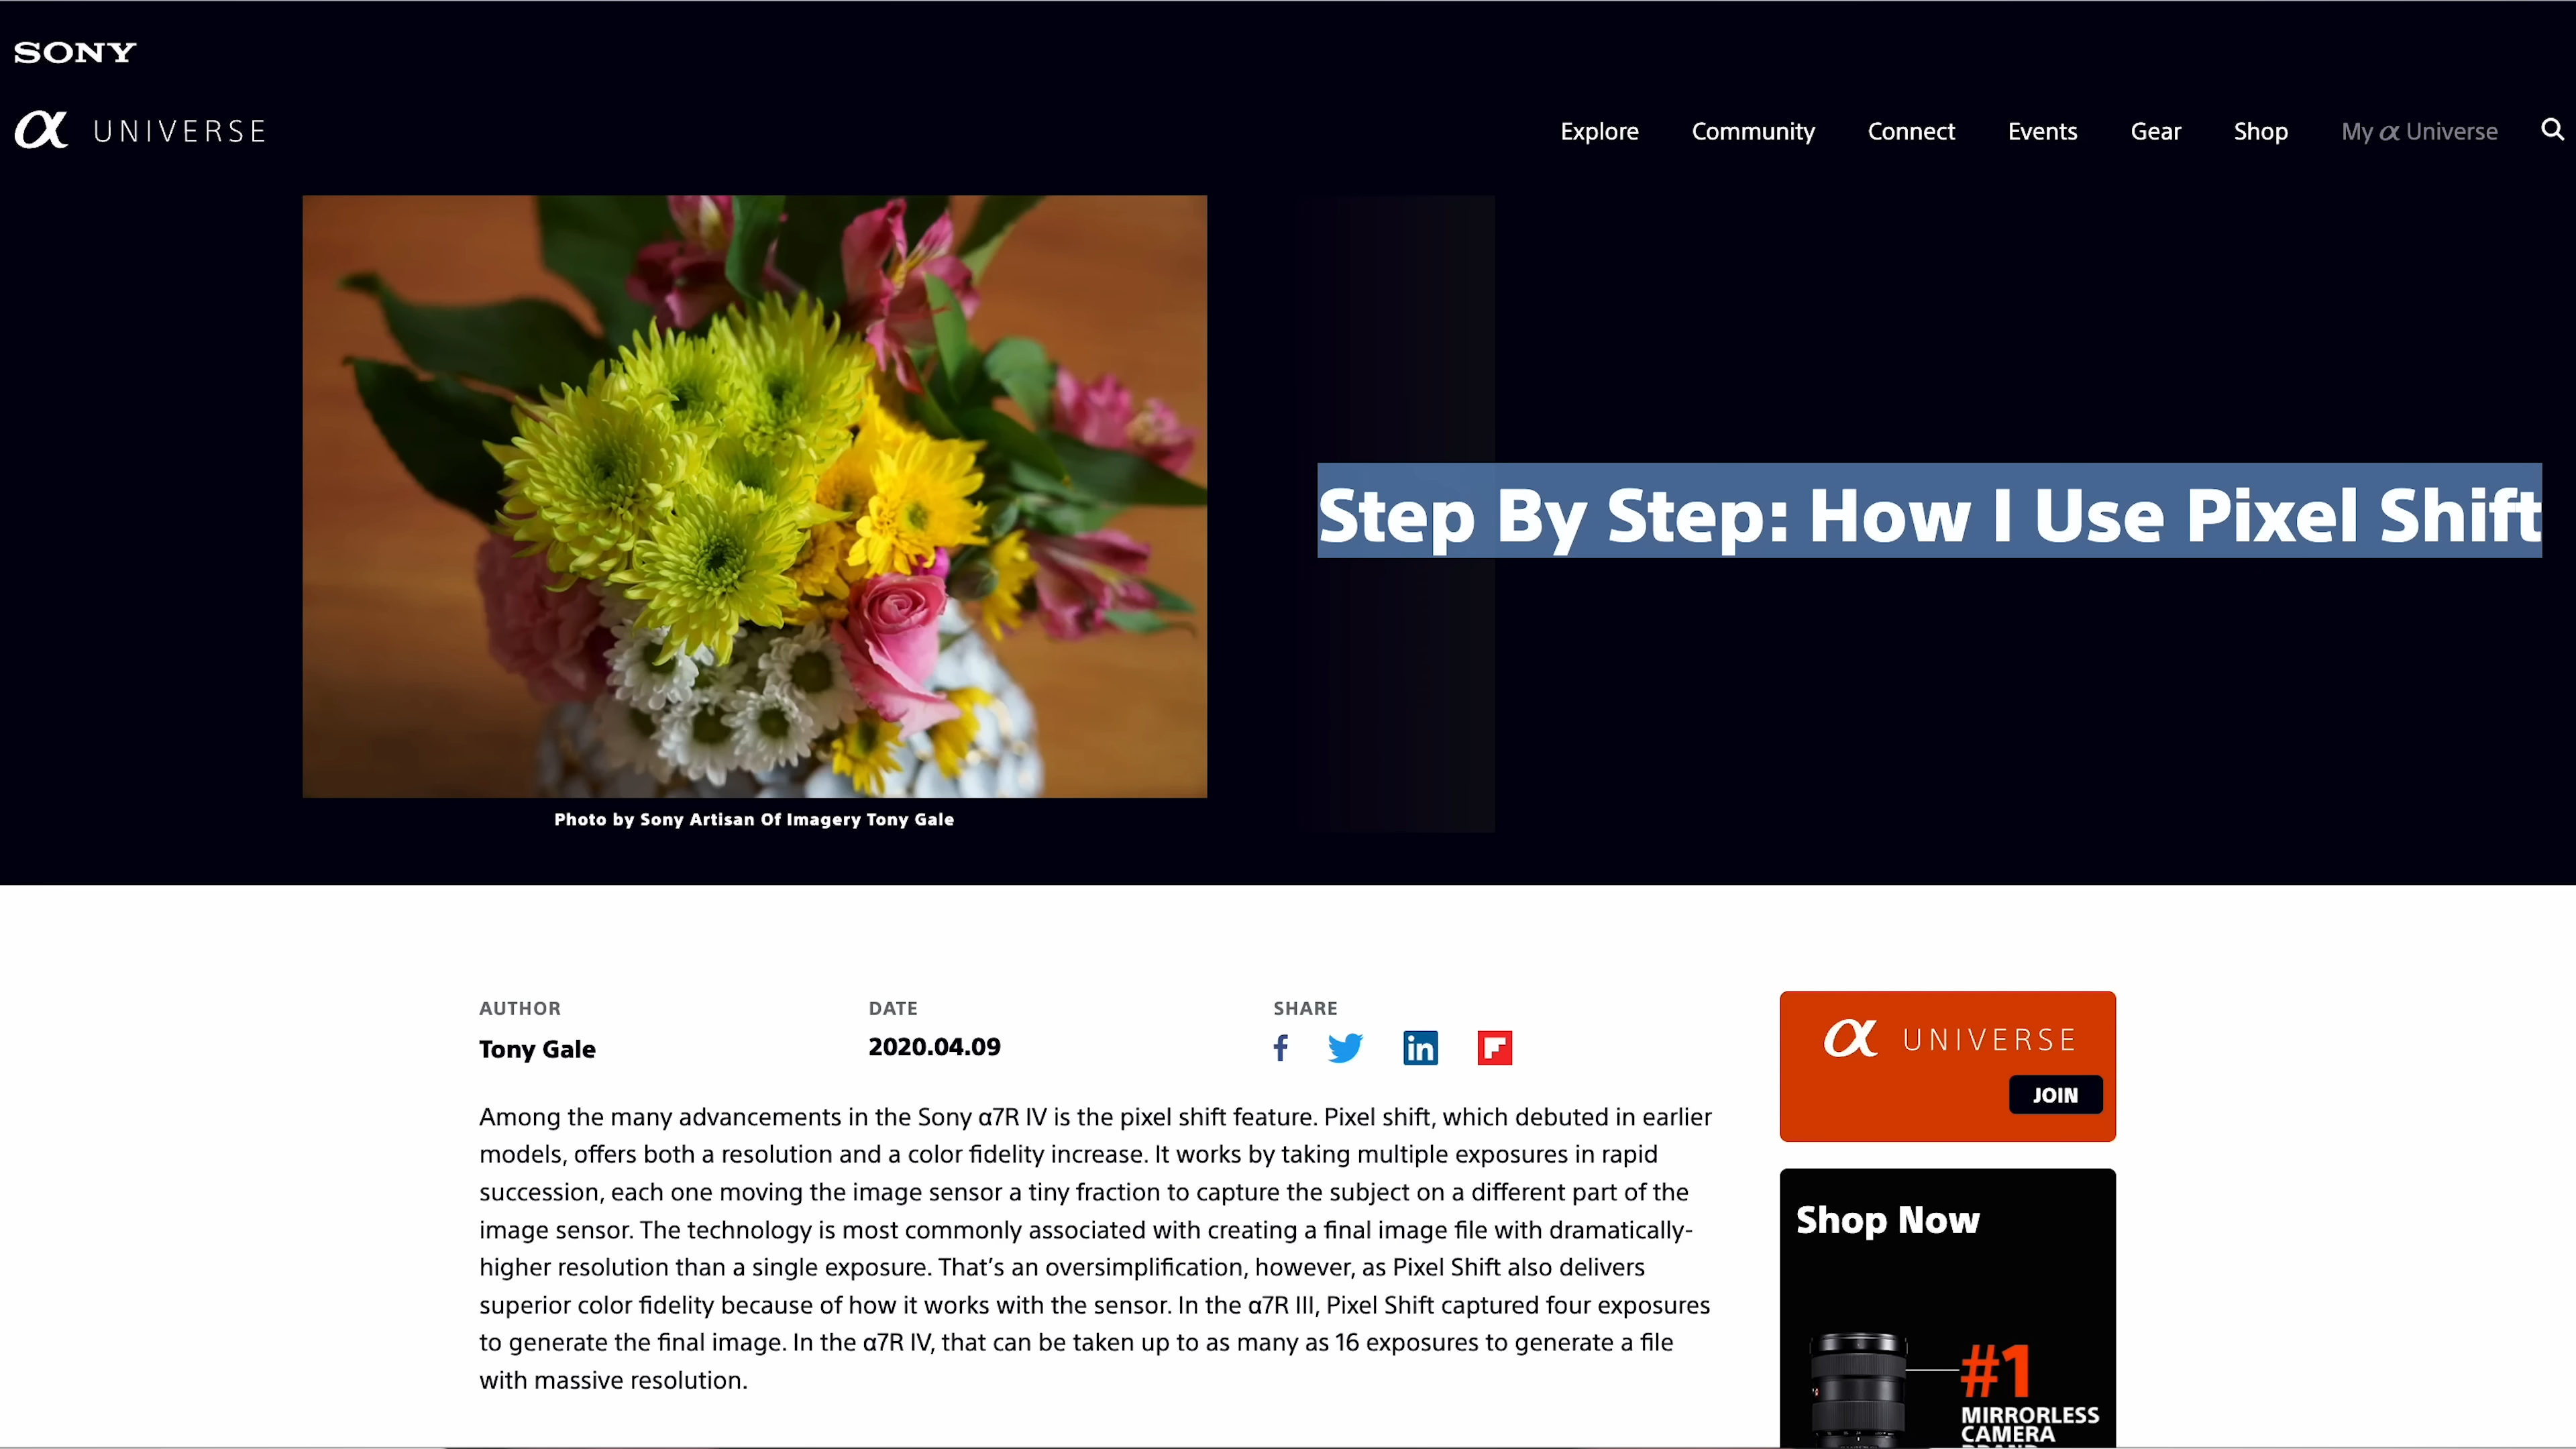 SONY
α UNIVERSE
Explore Community Connect Events Gear Shop My α Universe
Step By Step: How I Use Pixel Shift
Photo by Sony Artisan Of Imagery Tony Gale
AUTHOR
Tony Gale
DATE
2020.04.09
SHARE
Among the many advancements in the Sony α7R IV is the pixel shift feature. Pixel shift, which debuted in earlier
models, offers both a resolution and a color fidelity increase. It works by taking multiple exposures in rapid
succession, each one moving the image sensor a tiny fraction to capture the subject on a different part of the
image sensor. The technology is most commonly associated with creating a final image file with dramatically-
higher resolution than a single exposure. That’s an oversimplification, however, as Pixel Shift also delivers
superior color fidelity because of how it works with the sensor. In the α7R III, Pixel Shift captured four exposures
to generate the final image. In the α7R IV, that can be taken up to as many as 16 exposures to generate a file
with massive resolution.
α UNIVERSE
JOIN
Shop Now
#1
MIRRORLESS
CAMERA